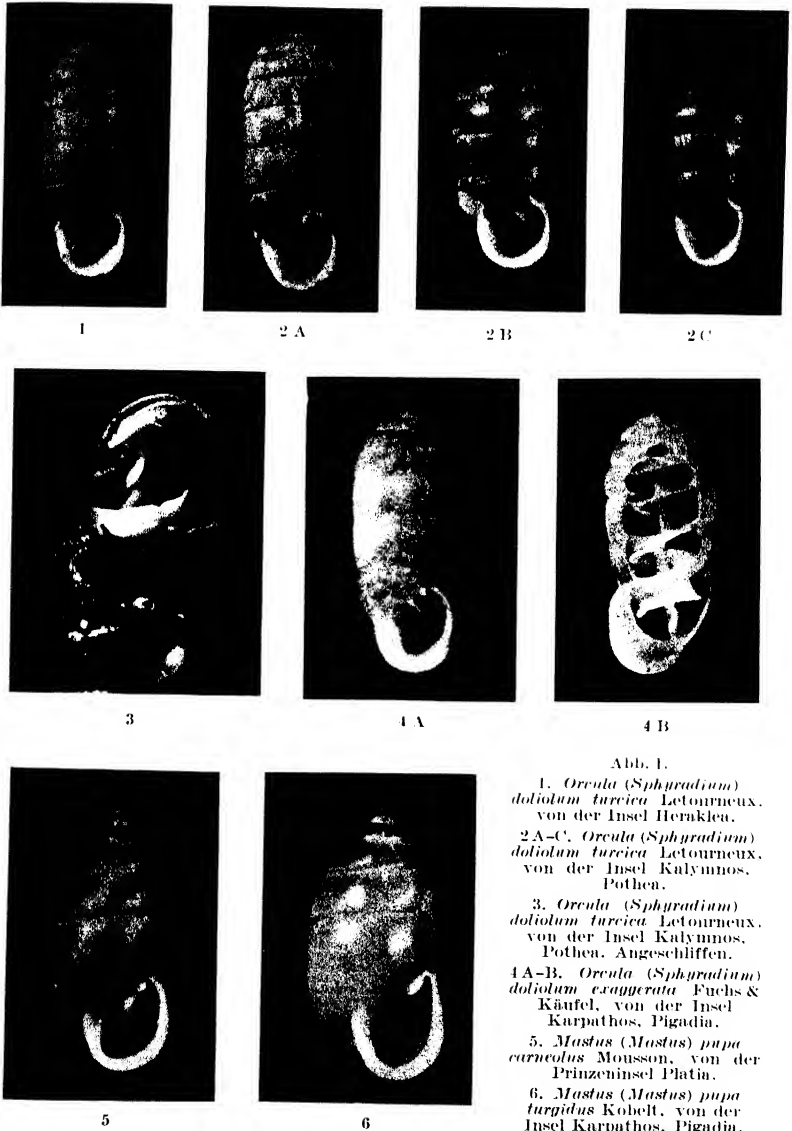 1
2 A
2 B
2 C
3
4 A
4 B
5
6
Abb. 1.
1. Orcula (Sphyradium)
doliolum turcica Letourneux,
von der Insel Heraklea.
2 A–C. Orcula (Sphyradium)
doliolum turcica Letourneux,
von der Insel Kalymnos,
Pothea.
3. Orcula (Sphyradium)
doliolum turcica Letourneux,
von der Insel Kalymnos,
Pothea. Angeschliffen.
4 A–B. Orcula (Sphyradium)
doliolum exaggerata Fuchs &
Käufel, von der Insel
Karpathos, Pigadia.
5. Mastus (Mastus) pupa
carneolus Mousson, von der
Prinzeninsel Platia.
6. Mastus (Mastus) pupa
turgidus Kobelt, von der
Insel Karpathos, Pigadia.